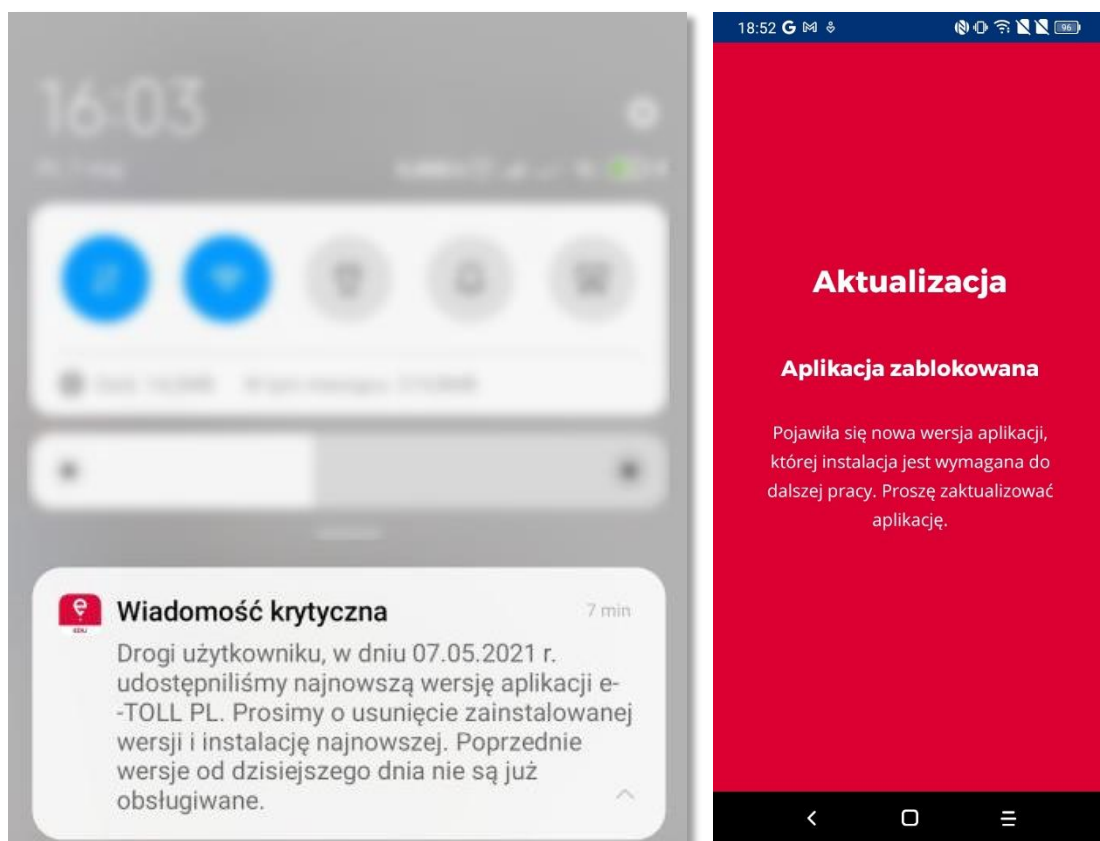 16:03
Wiadomość krytyczna
7 min
Drogi użytkowniku, w dniu 07.05.2021 r.
udostępniliśmy najnowszą wersję aplikacji e-
-TOLL PL. Prosimy o usunięcie zainstalowanej
wersji i instalację najnowszej. Poprzednie
wersje od dzisiejszego dnia nie są już
obsługiwane.
18:52
96
Aktualizacja
Aplikacja zablokowana
Pojawiła się nowa wersja aplikacji,
której instalacja jest wymagana do
dalszej pracy. Proszę zaktualizować
aplikację.